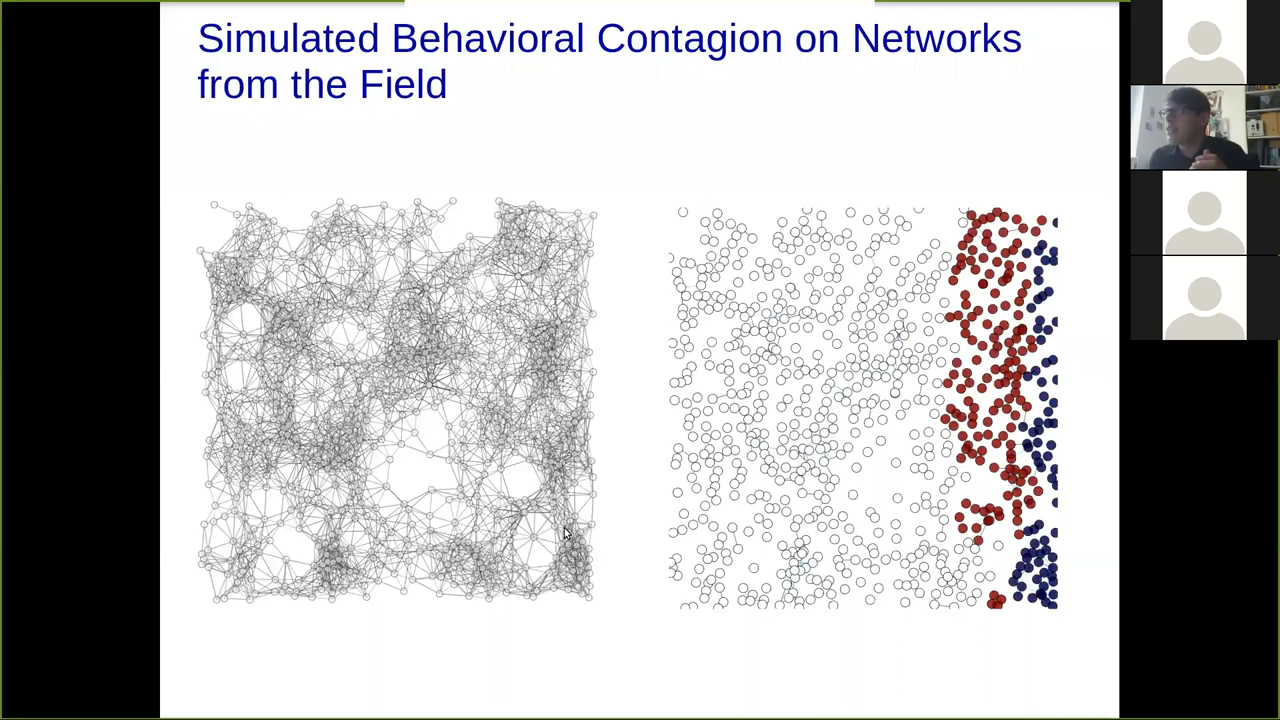 Simulated Behavioral Contagion on Networks
from the Field